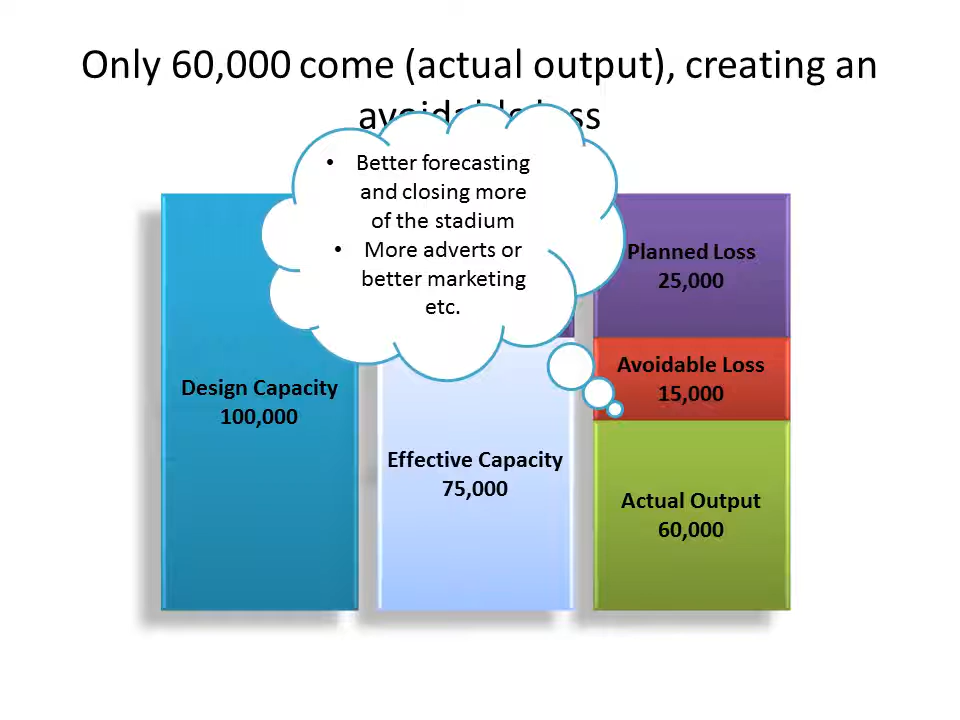 Only 60,000 come (actual output), creating an
avoidable loss
• Better forecasting
and closing more
of the stadium
• More adverts or
better marketing
etc.
Planned Loss
25,000
Avoidable Loss
15,000
Design Capacity
100,000
Effective Capacity
75,000
Actual Output
60,000